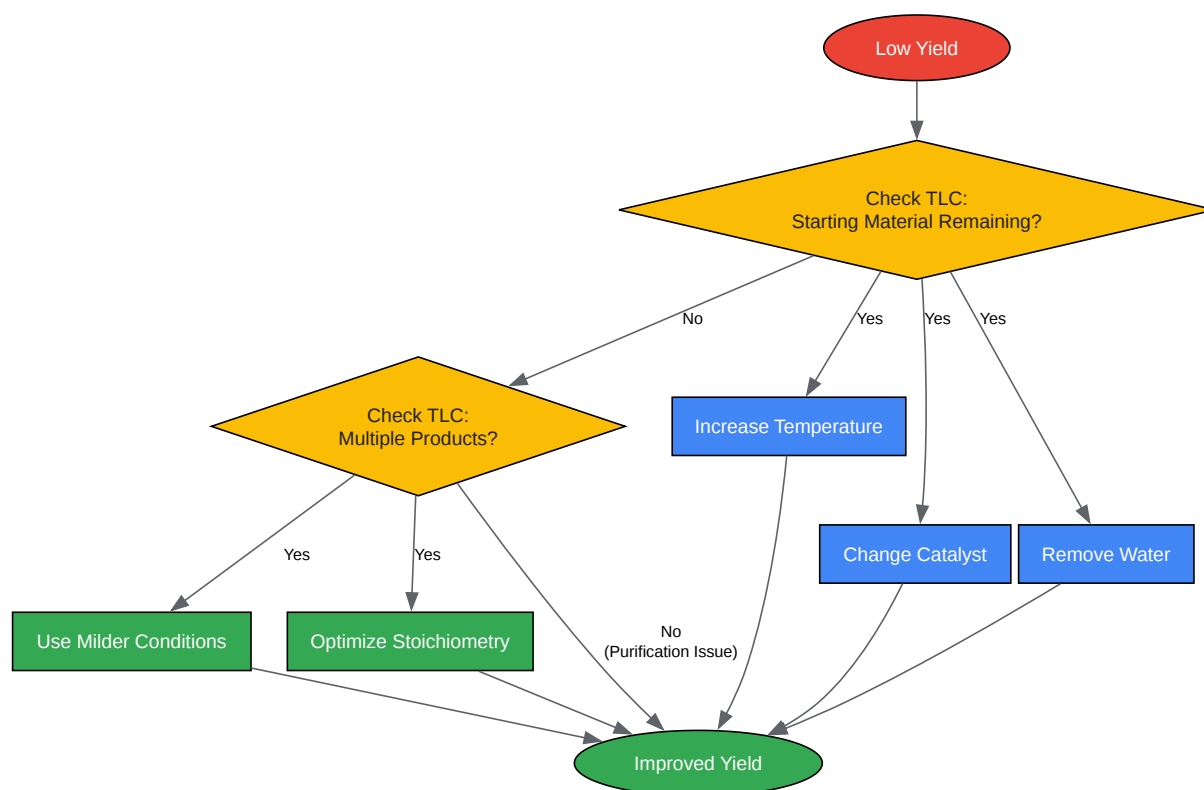 Low Yield
Check TLC:
Starting Material Remaining?
No
Yes
Yes
Yes
Check TLC:
Multiple Products?
Increase Temperature
Yes
Yes
Change Catalyst
Remove Water
Use Milder Conditions
Optimize Stoichiometry
No
(Purification Issue)
Improved Yield